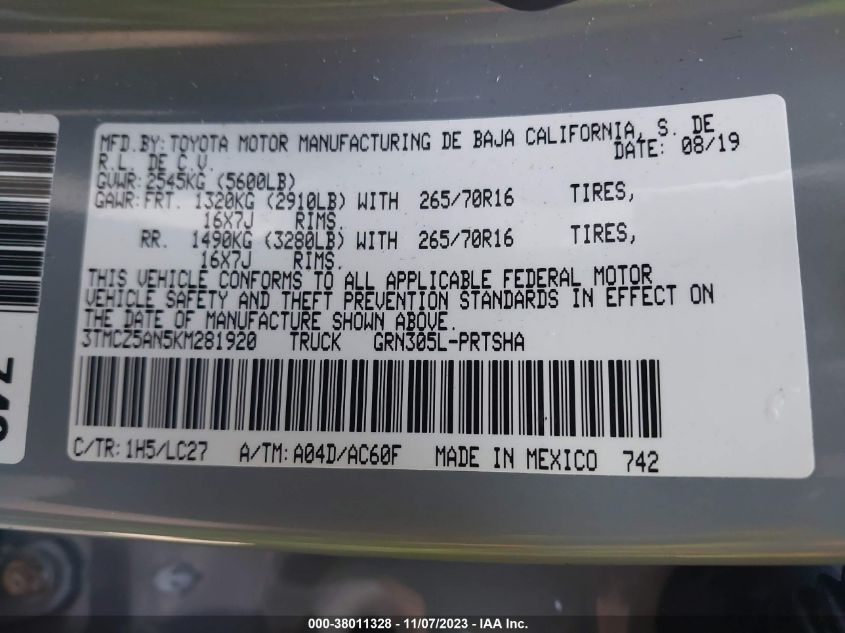 MFD.BY: TOYOTA MOTOR MANUFACTURING DE BAJA CALIFORNIA, S. DE
R.L. DE C.V. DATE: 08/19
GVWR: 2545KG (5600LB)
GAWR: FRT. 1320KG (2910LB) WITH 265/70R16 TIRES,
16X7J RIMS.
RR. 1490KG (3280LB) WITH 265/70R16 TIRES,
16X7J RIMS.
THIS VEHICLE CONFORMS TO ALL APPLICABLE FEDERAL MOTOR
VEHICLE SAFETY AND THEFT PREVENTION STANDARDS IN EFFECT ON
THE DATE OF MANUFACTURE SHOWN ABOVE.
3TMCZ5AN5KM281920 TRUCK GRN305L-PRTSHA
C/TR: 1H5/LC27 A/TM: A04D/AC60F MADE IN MEXICO 742
000-38011328 - 11/07/2023 - IAA Inc.